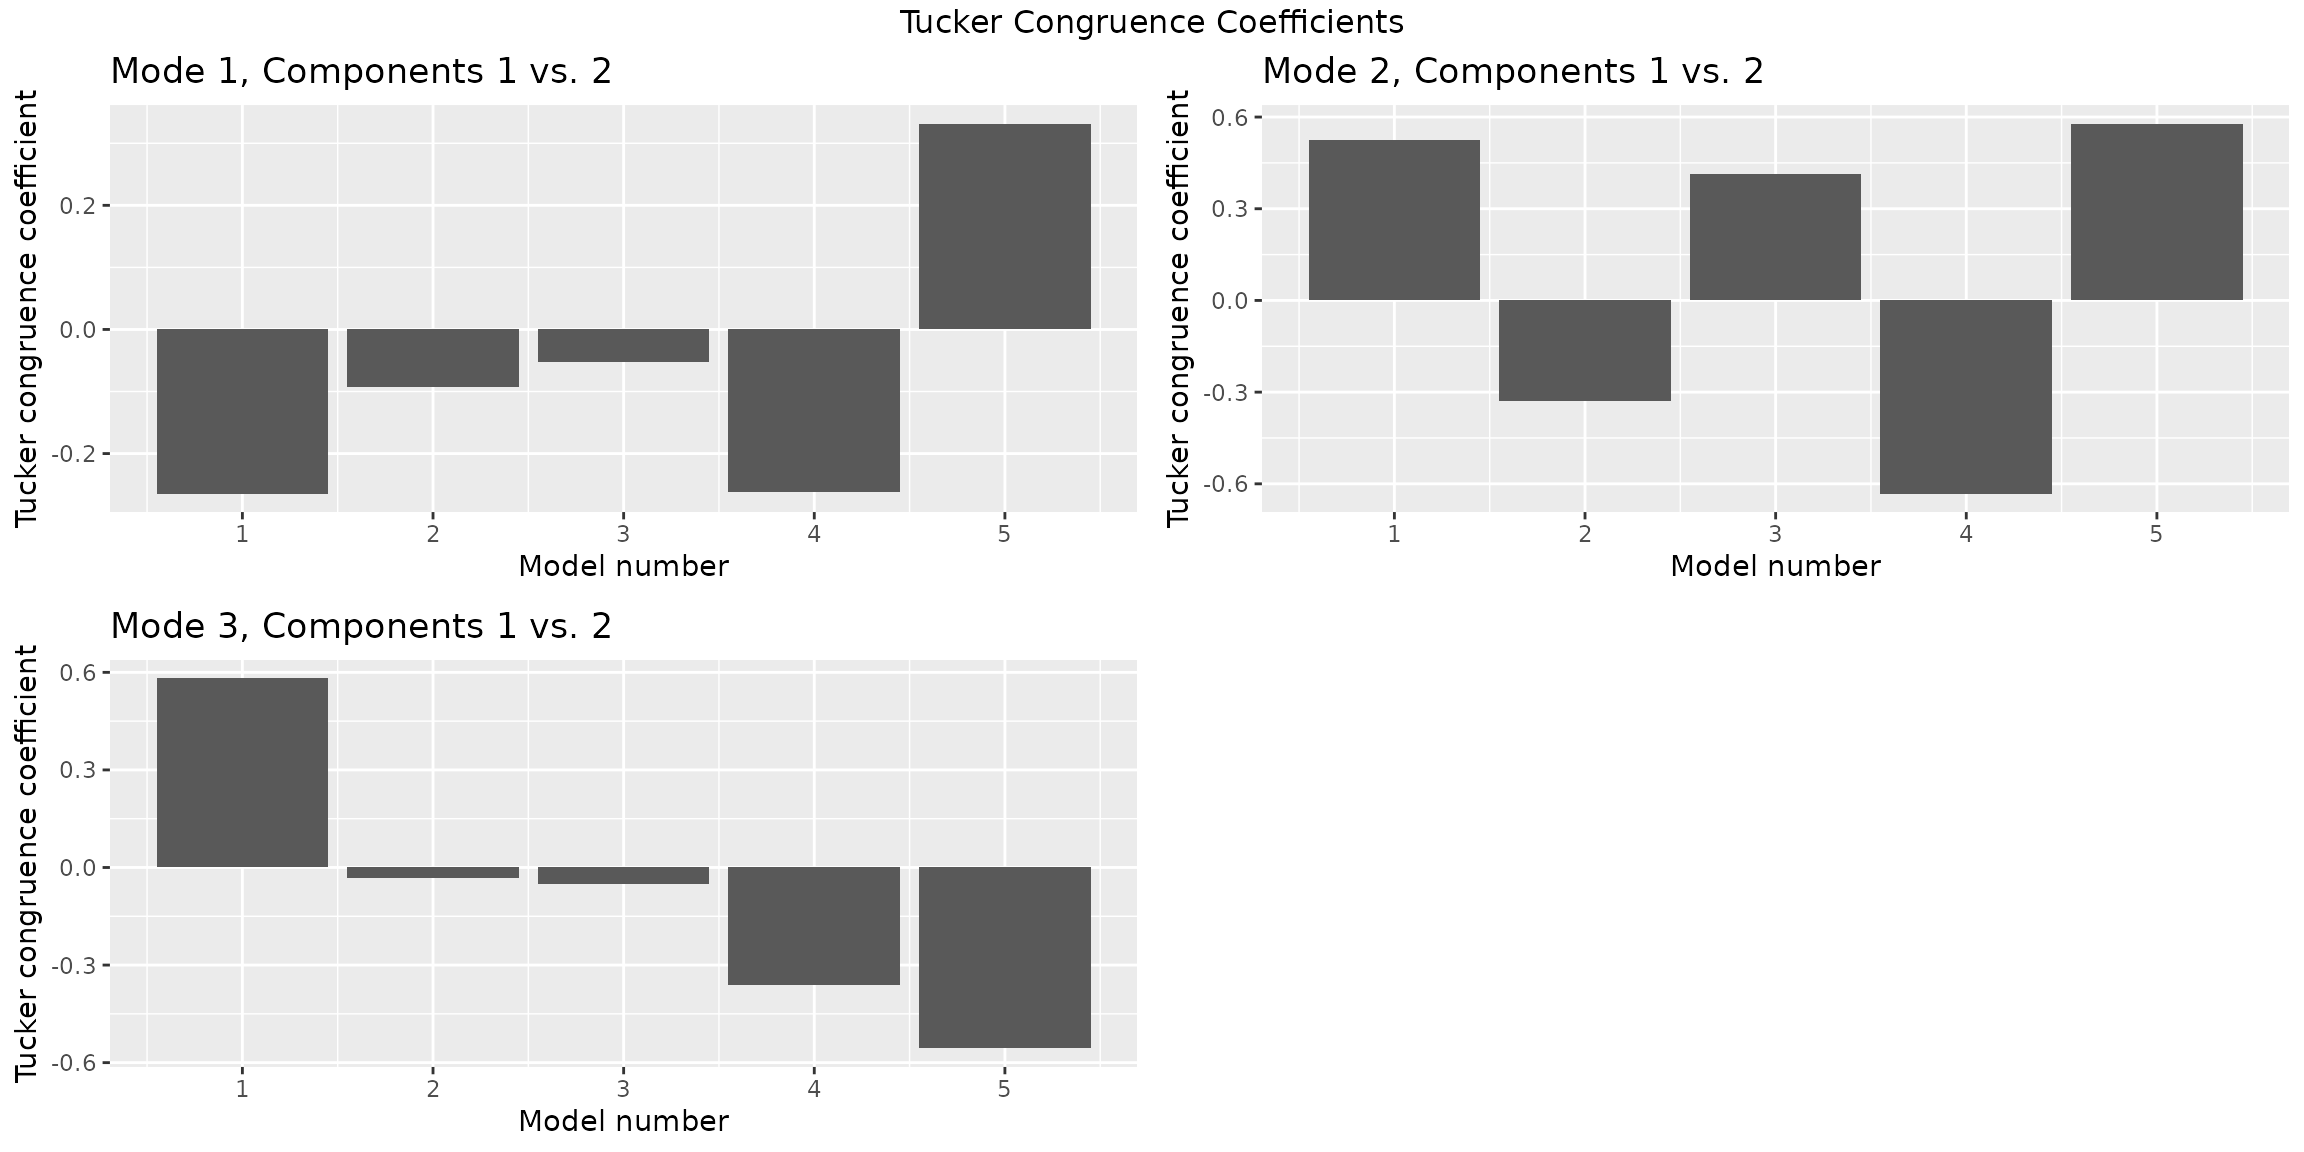 Tucker Congruence Coefficients
Mode 1, Components 1 vs. 2
Tucker congruence coefficient
0.2
0.0
-0.2
1 2 3 4 5
Model number
Mode 2, Components 1 vs. 2
Tucker congruence coefficient
0.6
0.3
0.0
-0.3
-0.6
1 2 3 4 5
Model number
Mode 3, Components 1 vs. 2
Tucker congruence coefficient
0.6
0.3
0.0
-0.3
-0.6
1 2 3 4 5
Model number